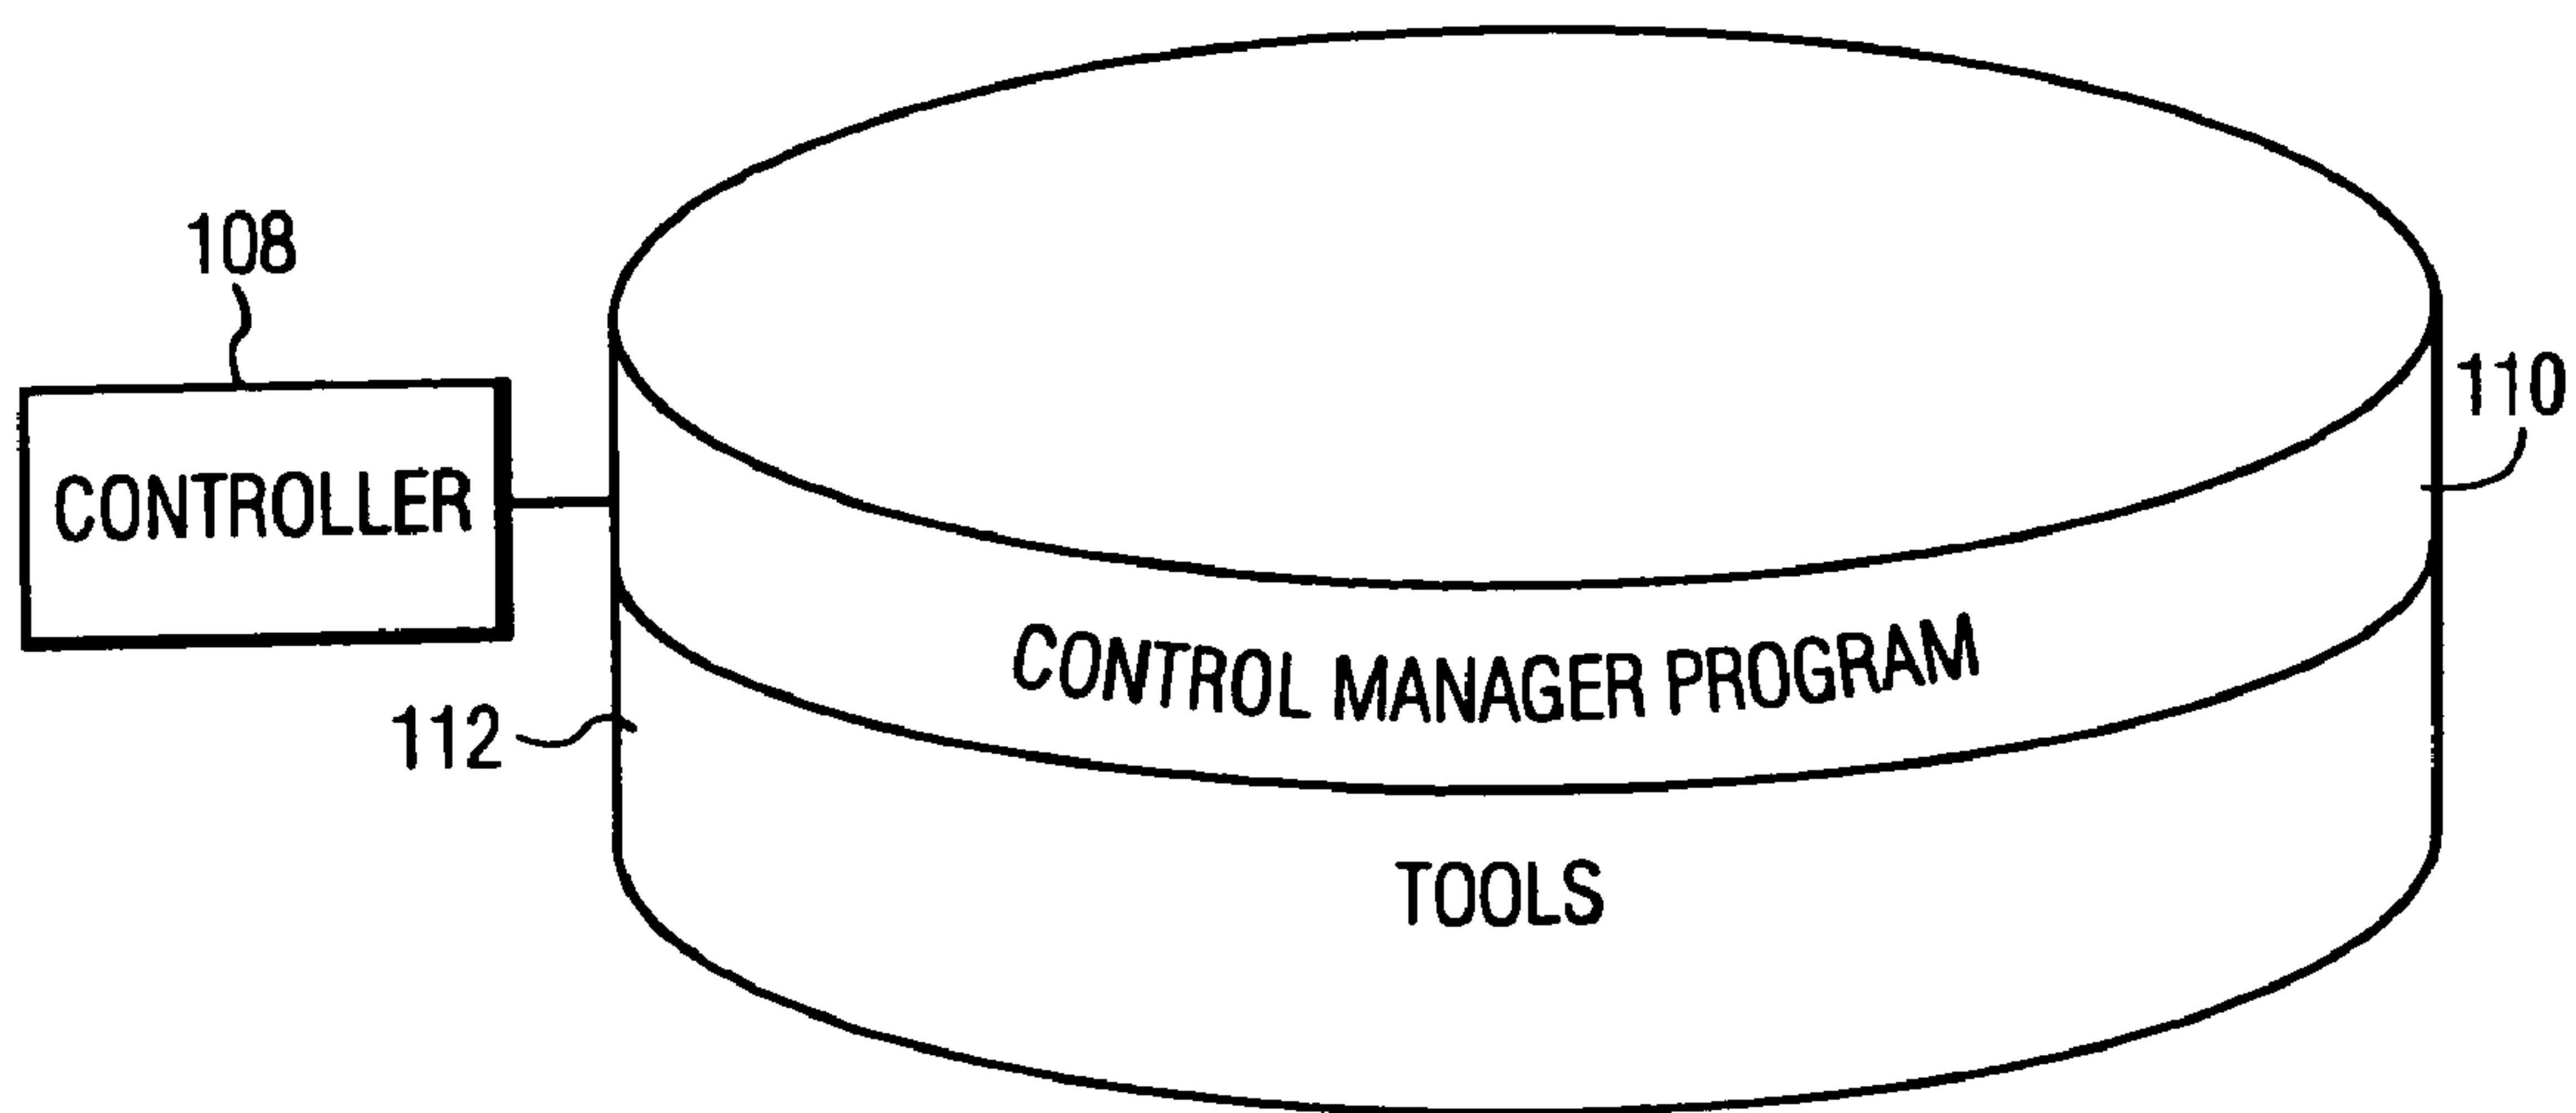 108
CONTROLLER
110
CONTROL MANAGER PROGRAM
112
TOOLS